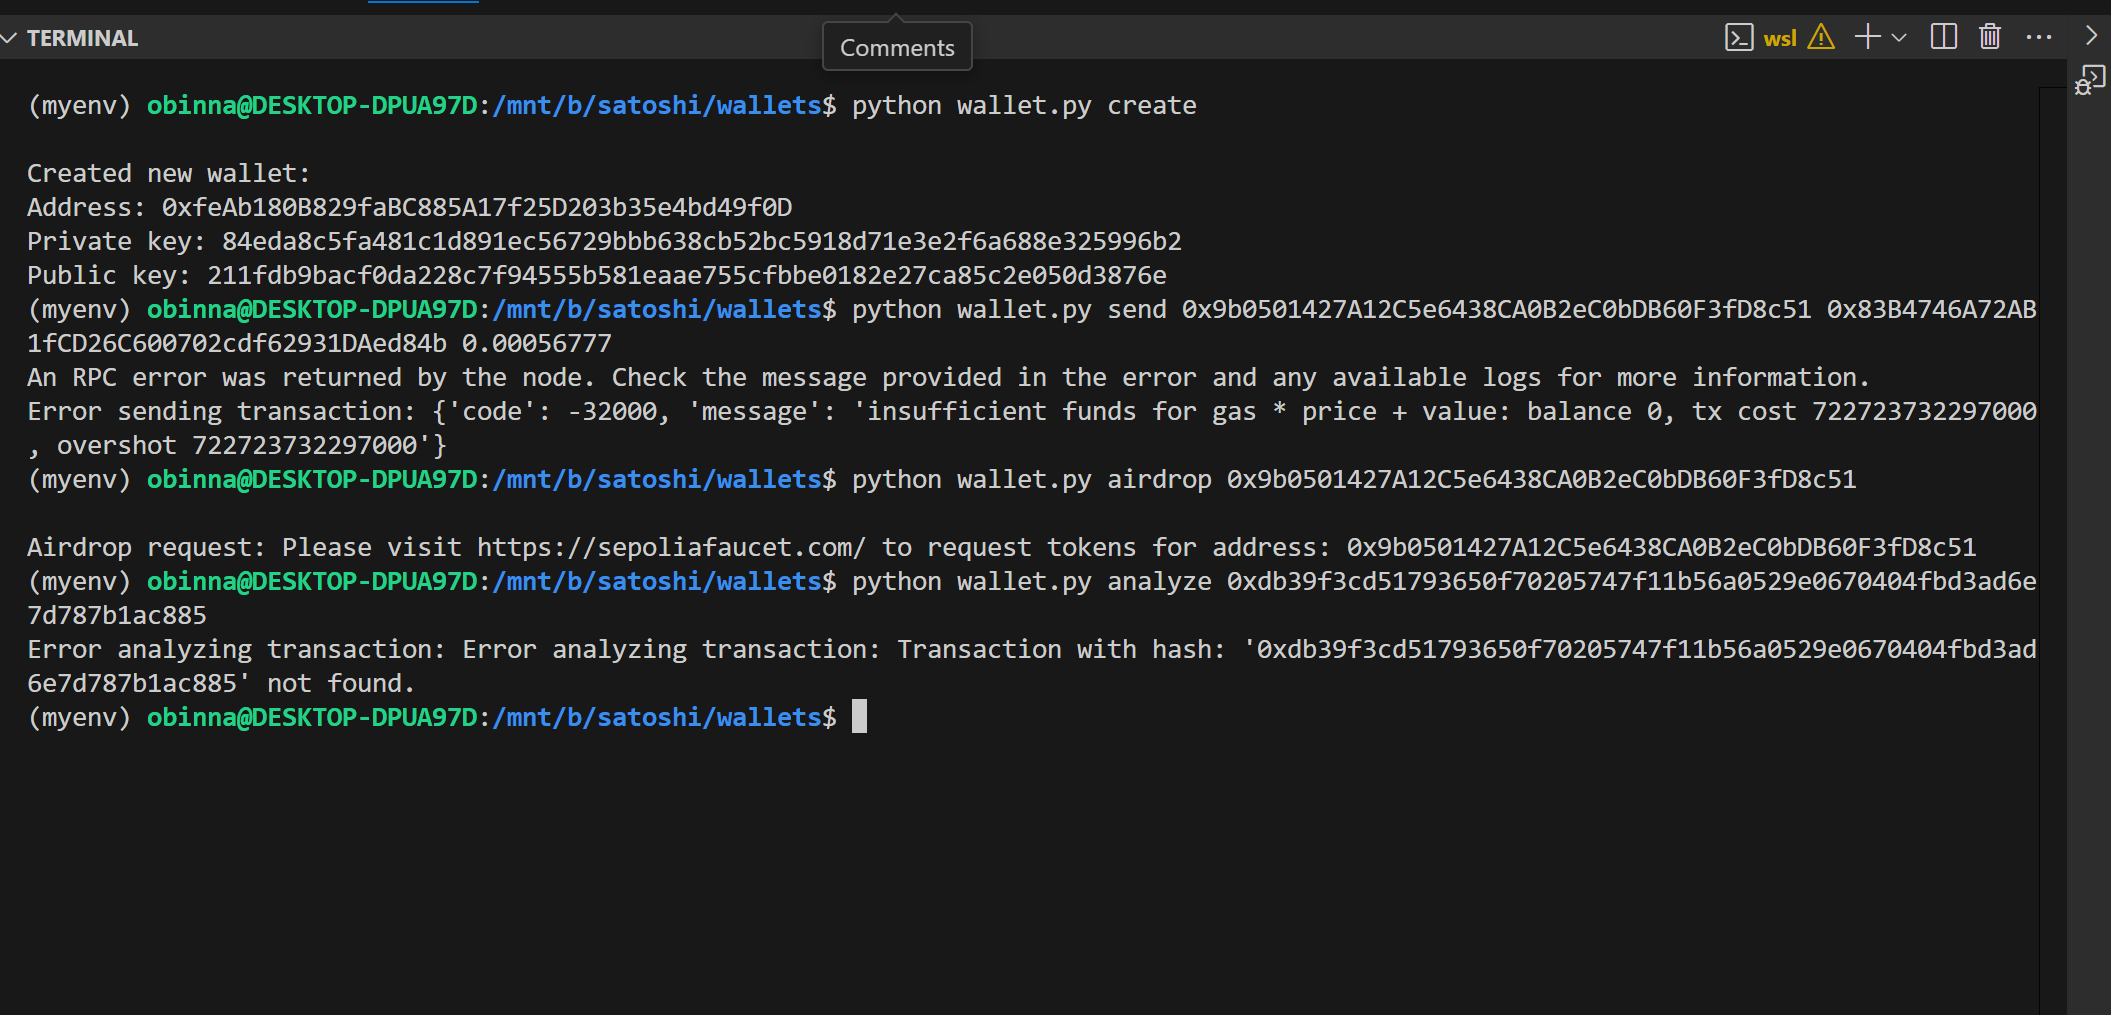 TERMINAL
Comments
wsl
(myenv) obinna@DESKTOP-DPUA97D:/mnt/b/satoshi/wallets$ python wallet.py create
Created new wallet:
Address: 0xfeAb180B829faBC885A17f25D203b35e4bd49f0D
Private key: 84eda8c5fa481c1d891ec56729bbb638cb52bc5918d71e3e2f6a688e325996b2
Public key: 211fdb9bacf0da228c7f94555b581eaae755cfbbe0182e27ca85c2e050d3876e
(myenv) obinna@DESKTOP-DPUA97D:/mnt/b/satoshi/wallets$ python wallet.py send 0x9b0501427A12C5e6438CA0B2eC0bDB60F3fD8c51 0x83B4746A72AB
1fCD26C600702cdf62931DAed84b 0.00056777
An RPC error was returned by the node. Check the message provided in the error and any available logs for more information.
Error sending transaction: {'code': -32000, 'message': 'insufficient funds for gas * price + value: balance 0, tx cost 722723732297000
, overshot 722723732297000'}
(myenv) obinna@DESKTOP-DPUA97D:/mnt/b/satoshi/wallets$ python wallet.py airdrop 0x9b0501427A12C5e6438CA0B2eC0bDB60F3fD8c51
Airdrop request: Please visit https://sepoliafaucet.com/ to request tokens for address: 0x9b0501427A12C5e6438CA0B2eC0bDB60F3fD8c51
(myenv) obinna@DESKTOP-DPUA97D:/mnt/b/satoshi/wallets$ python wallet.py analyze 0xdb39f3cd51793650f70205747f11b56a0529e0670404fbd3ad6e
7d787b1ac885
Error analyzing transaction: Error analyzing transaction: Transaction with hash: '0xdb39f3cd51793650f70205747f11b56a0529e0670404fbd3ad
6e7d787b1ac885' not found.
(myenv) obinna@DESKTOP-DPUA97D:/mnt/b/satoshi/wallets$